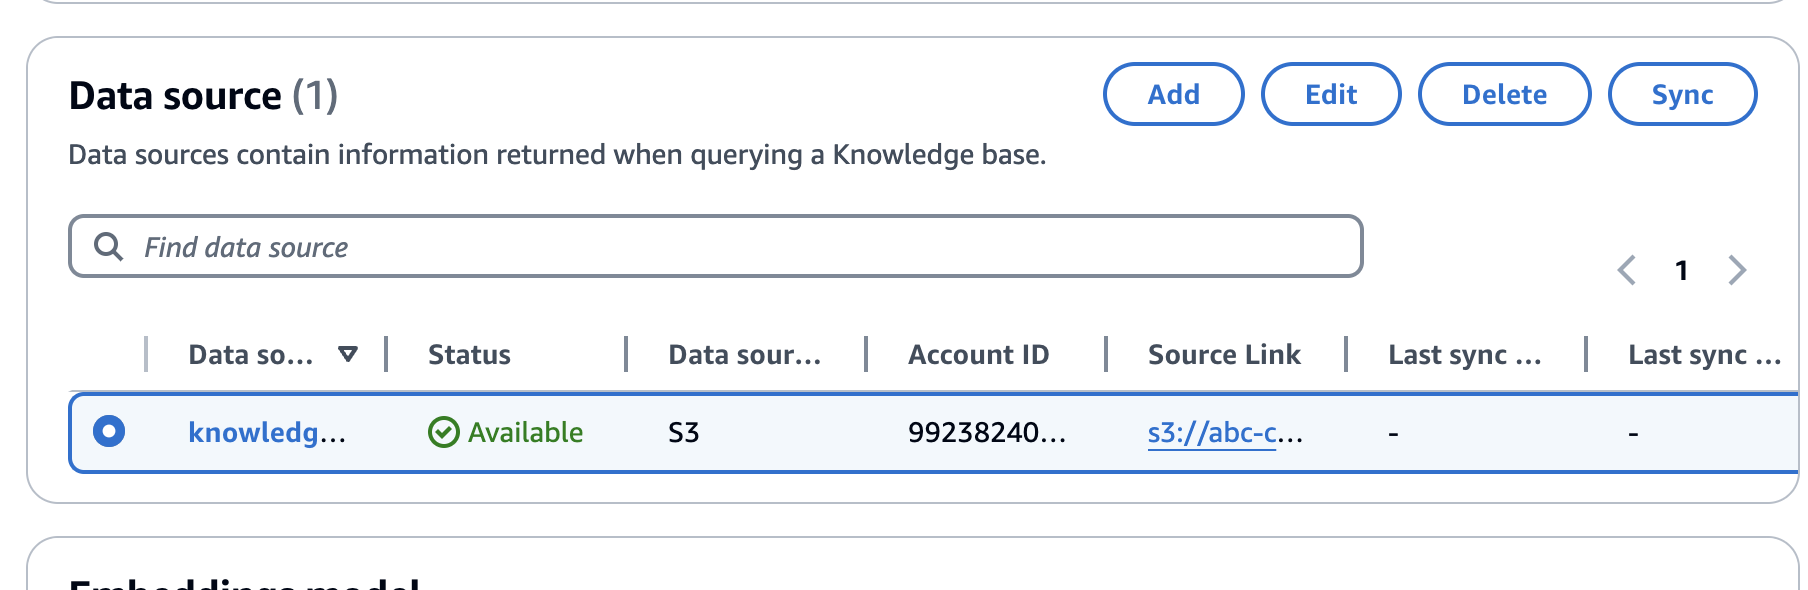 Data source (1)
Add
Edit
Delete
Sync
Data sources contain information returned when querying a Knowledge base.
Find data source
1
Data so...
Status
Data sour...
Account ID
Source Link
Last sync ...
Last sync ...
knowledg...
Available
S3
99238240...
s3://abc-c...
-
-
Embeddings model